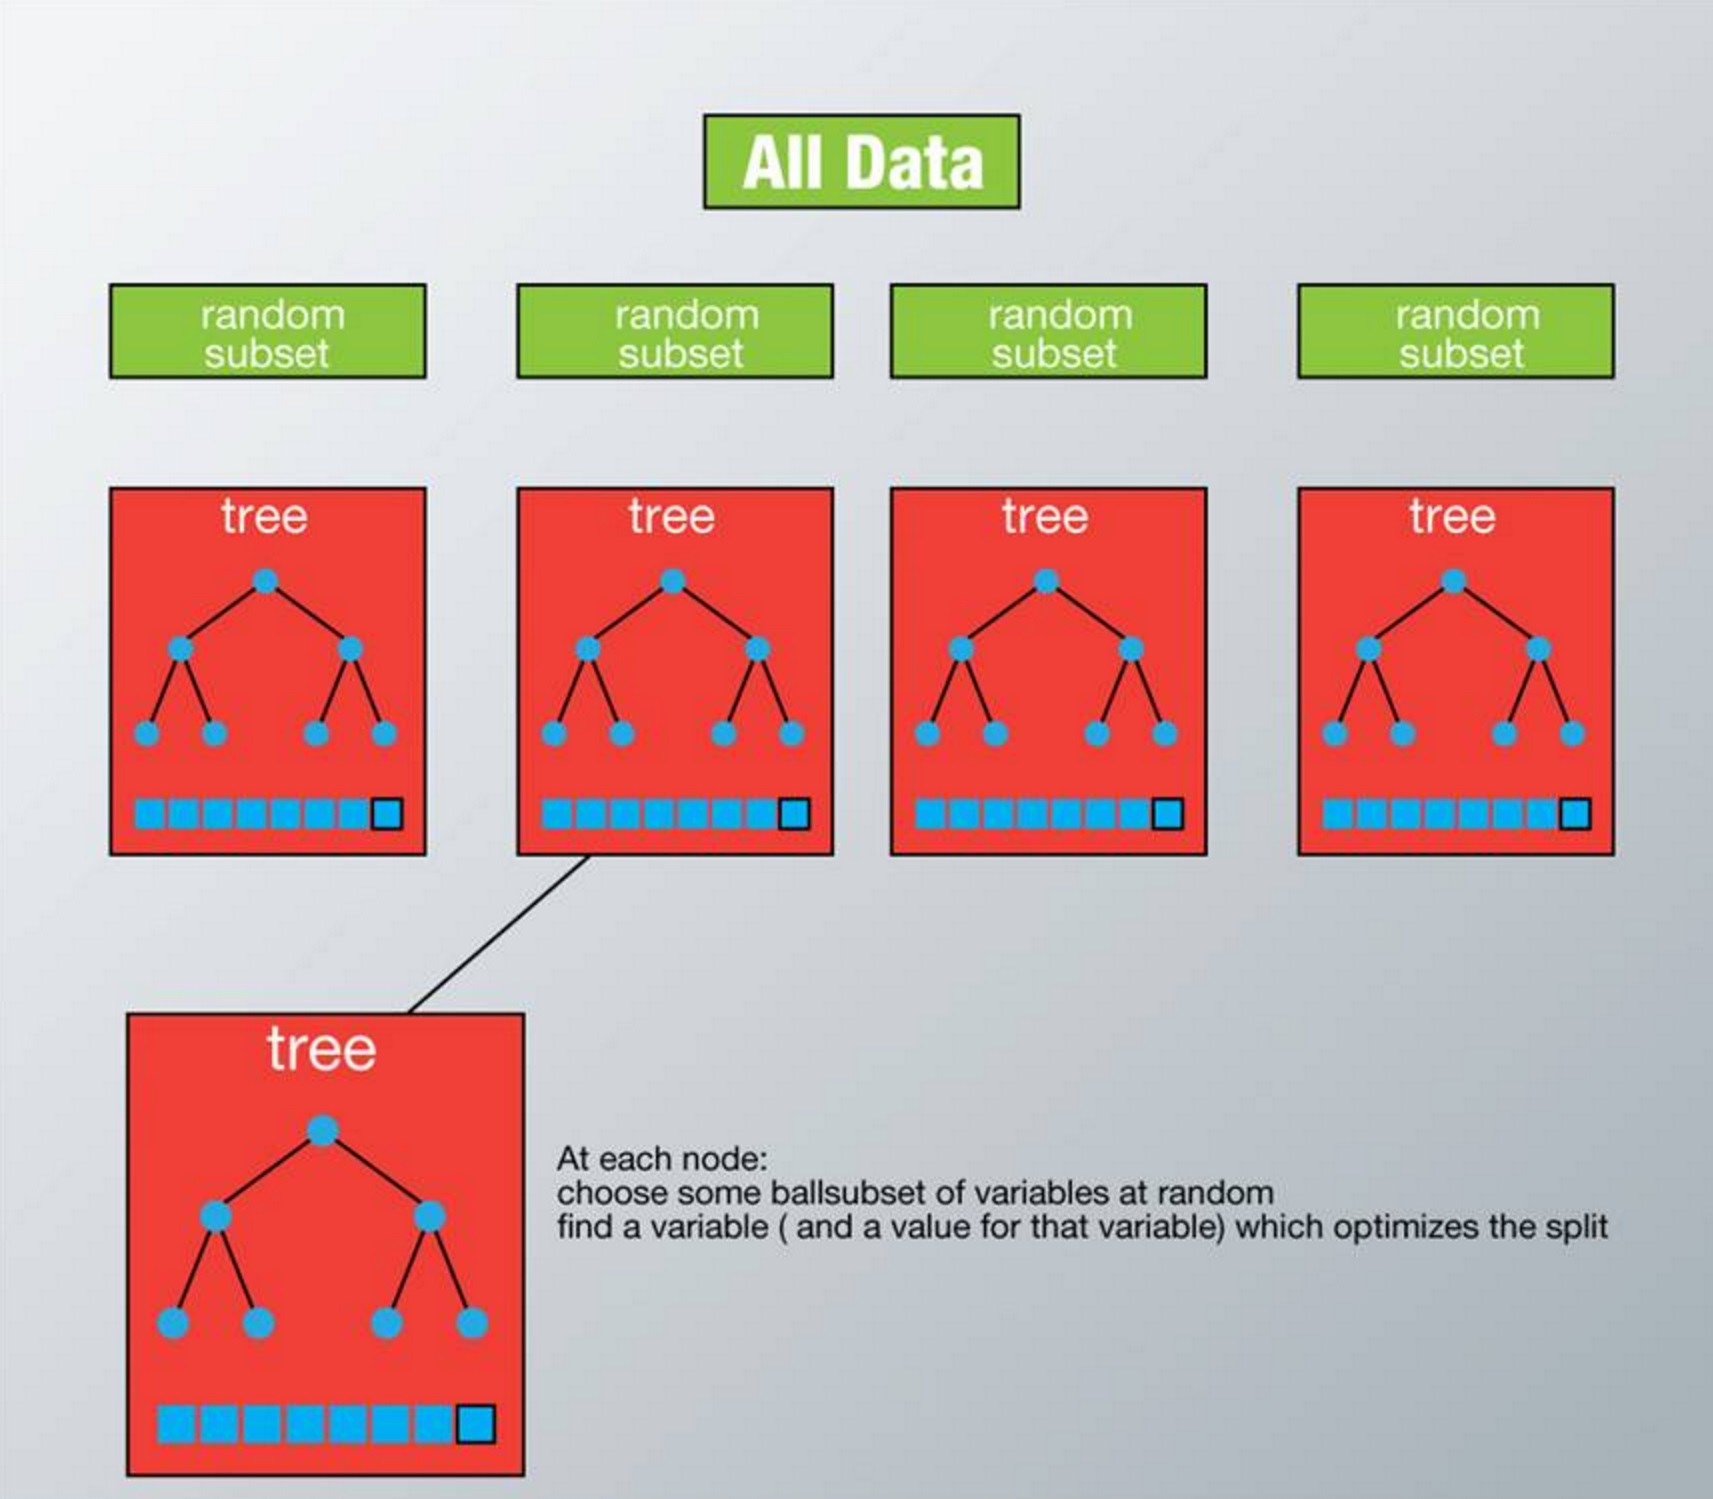 All Data
random
subset
random
subset
random
subset
random
subset
tree
tree
tree
tree
tree
At each node:
choose some ballsubset of variables at random
find a variable ( and a value for that variable) which optimizes the split